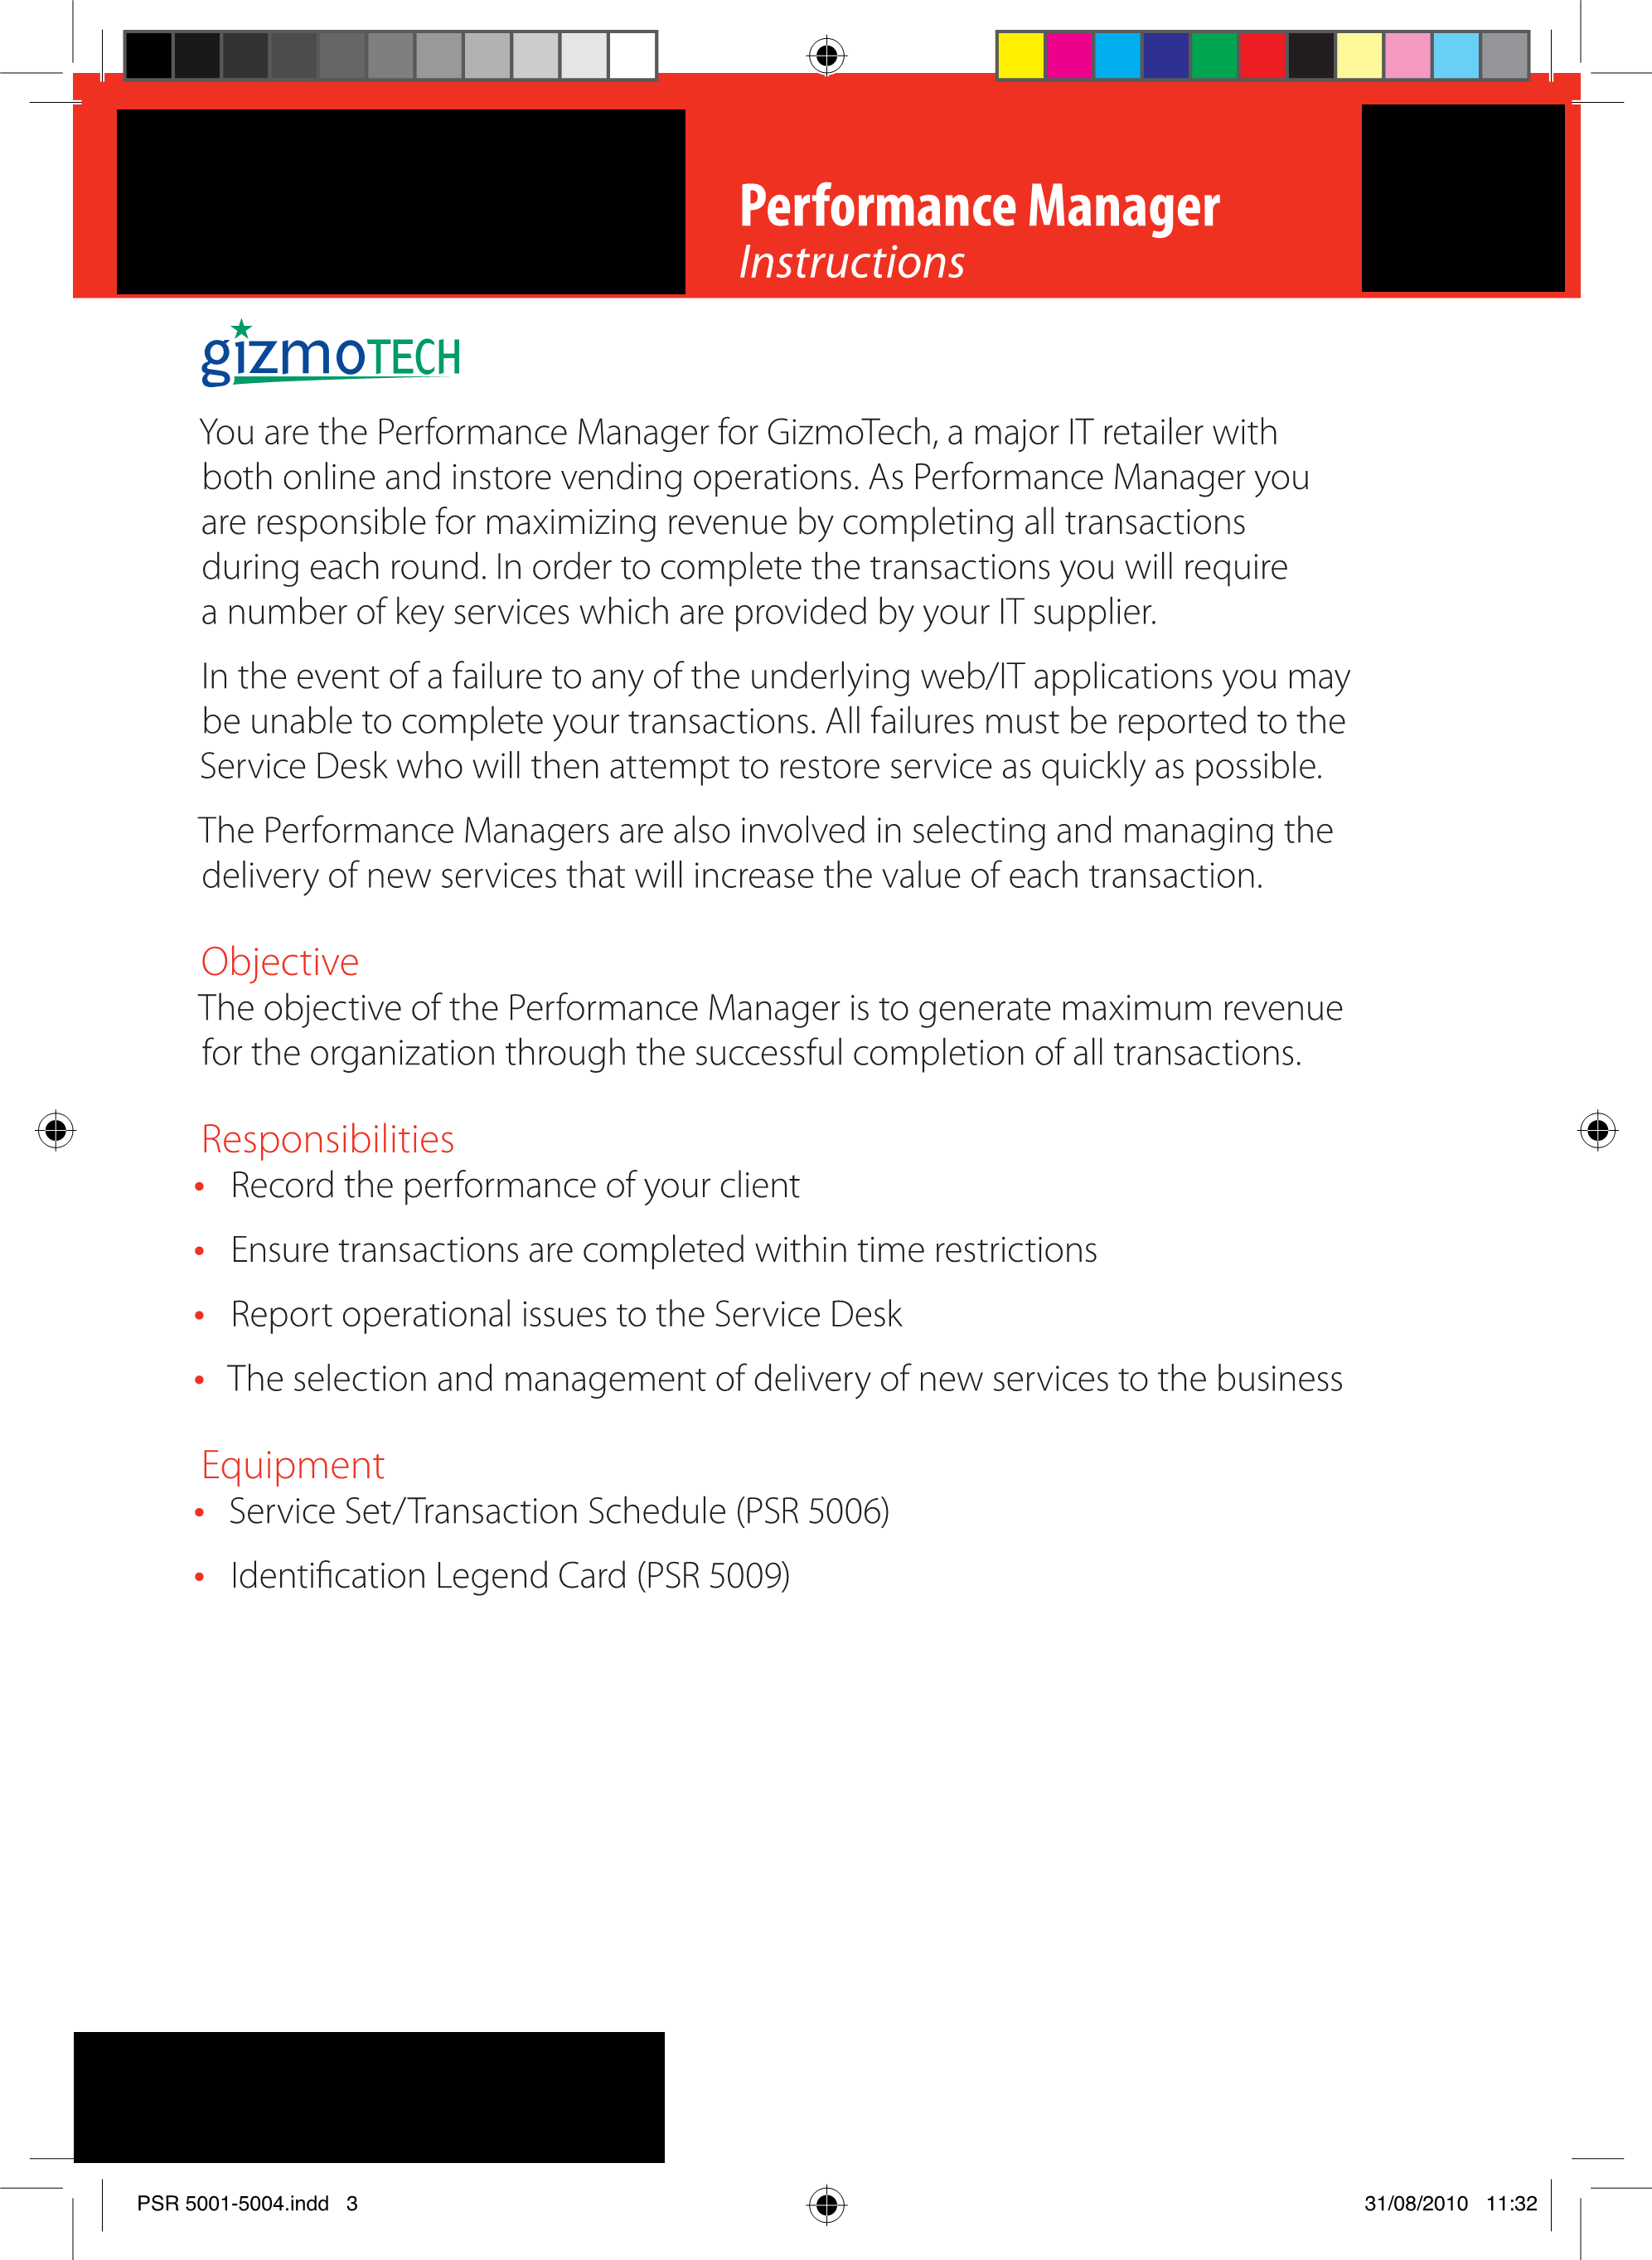 Performance Manager
Instructions
gizmoTECH
You are the Performance Manager for GizmoTech, a major IT retailer with
both online and instore vending operations. As Performance Manager you
are responsible for maximizing revenue by completing all transactions
during each round. In order to complete the transactions you will require
a number of key services which are provided by your IT supplier.
In the event of a failure to any of the underlying web/IT applications you may
be unable to complete your transactions. All failures must be reported to the
Service Desk who will then attempt to restore service as quickly as possible.
The Performance Managers are also involved in selecting and managing the
delivery of new services that will increase the value of each transaction.
Objective
The objective of the Performance Manager is to generate maximum revenue
for the organization through the successful completion of all transactions.
Responsibilities
• Record the performance of your client
• Ensure transactions are completed within time restrictions
• Report operational issues to the Service Desk
• The selection and management of delivery of new services to the business
Equipment
• Service Set/Transaction Schedule (PSR 5006)
• Identification Legend Card (PSR 5009)
PSR 5001-5004.indd 3
31/08/2010 11:32